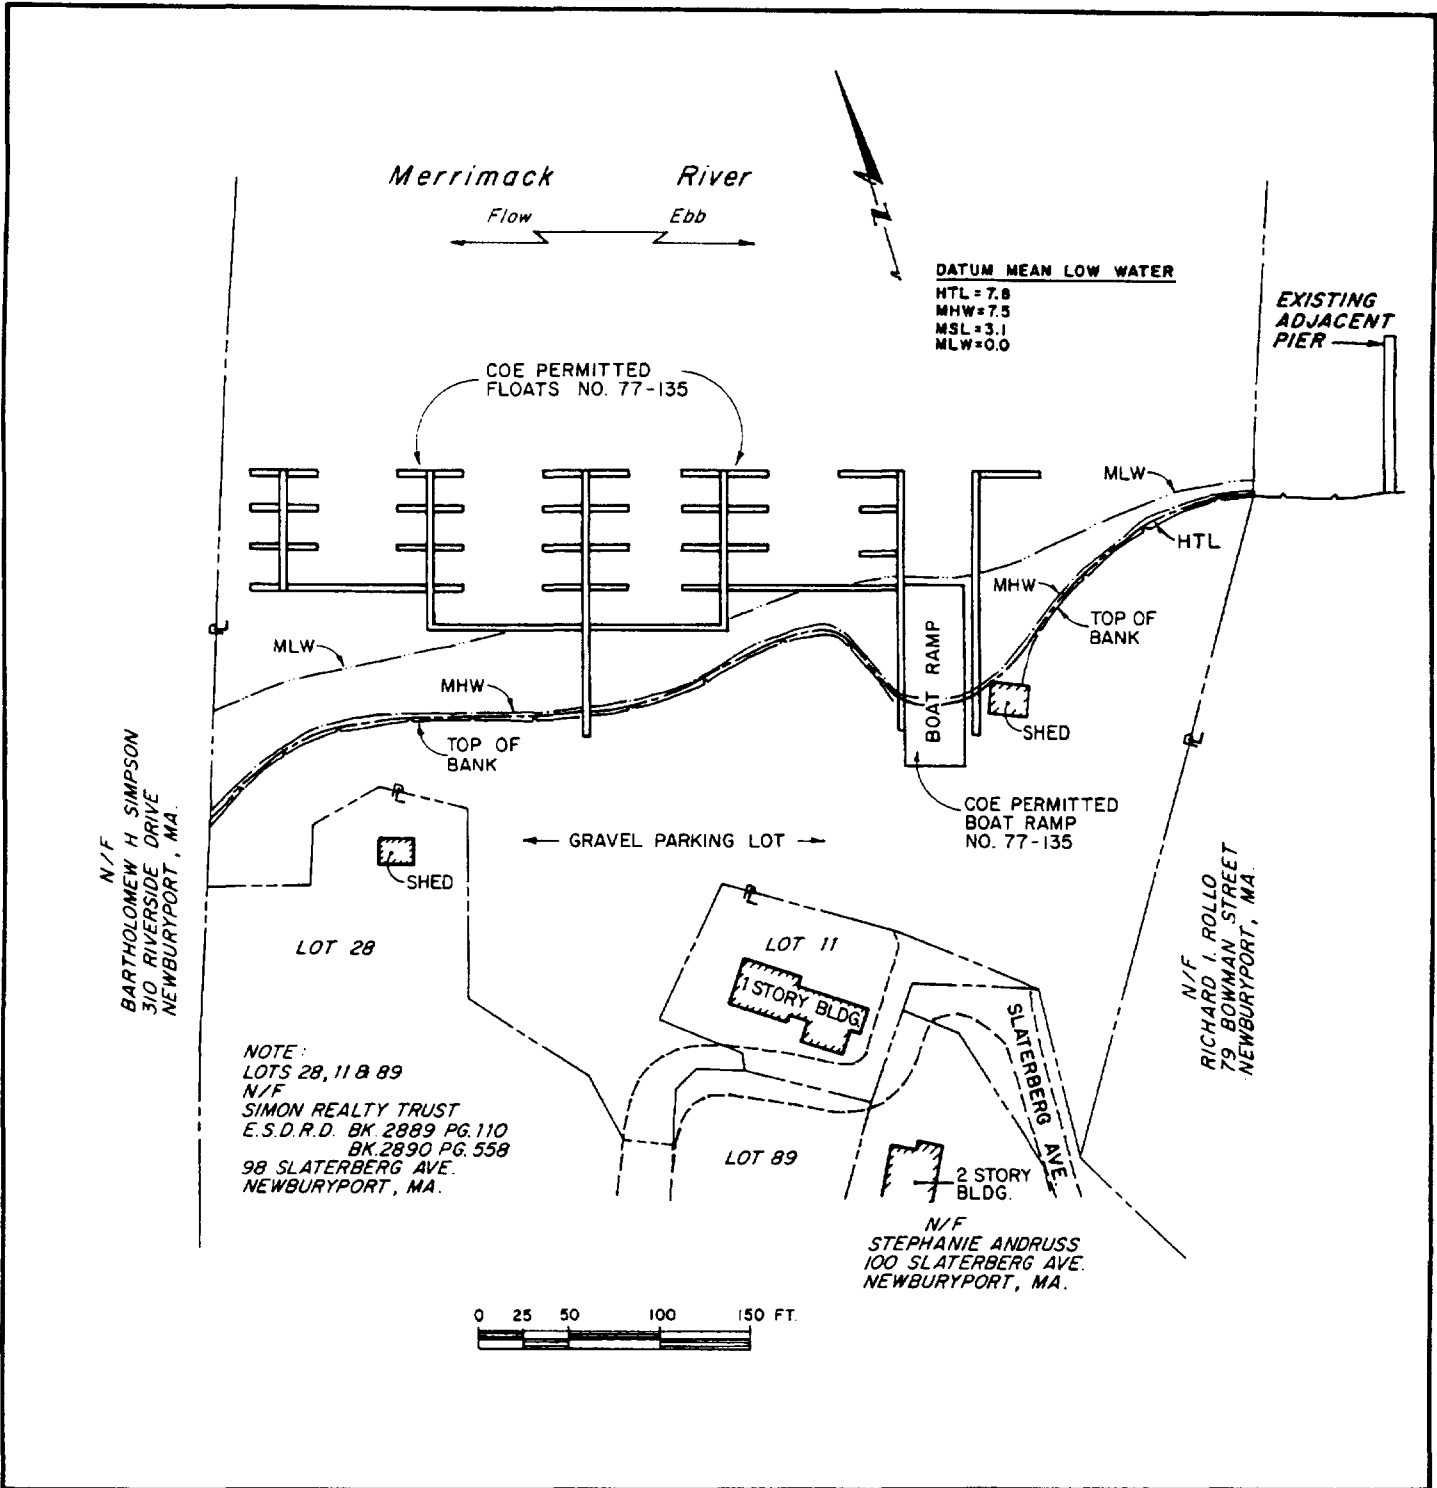 Merrimack River
Flow Ebb
N
DATUM MEAN LOW WATER
HTL = 7.8
MHW = 7.5
MSL = 3.1
MLW = 0.0
EXISTING
ADJACENT
PIER
COE PERMITTED
FLOATS NO. 77-135
MLW
HTL
MHW
TOP OF
BANK
PL
MLW
MHW
TOP OF
BANK
BOAT RAMP
SHED
PL
COE PERMITTED
BOAT RAMP
NO. 77-135
PL
GRAVEL PARKING LOT
SHED
N/F
BARTHOLOMEW H SIMPSON
310 RIVERSIDE DRIVE
NEWBURYPORT, MA.
N/F
RICHARD I. ROLLO
79 BOWMAN STREET
NEWBURYPORT, MA.
LOT 28
PL
LOT 11
1 STORY BLDG.
SLATERBERG AVE.
NOTE:
LOTS 28, 11 & 89
N/F
SIMON REALTY TRUST
E.S.D.R.D. BK. 2889 PG. 110
BK. 2890 PG. 558
98 SLATERBERG AVE.
NEWBURYPORT, MA.
LOT 89
2 STORY
BLDG.
N/F
STEPHANIE ANDRUSS
100 SLATERBERG AVE.
NEWBURYPORT, MA.
0 25 50 100 150 FT.